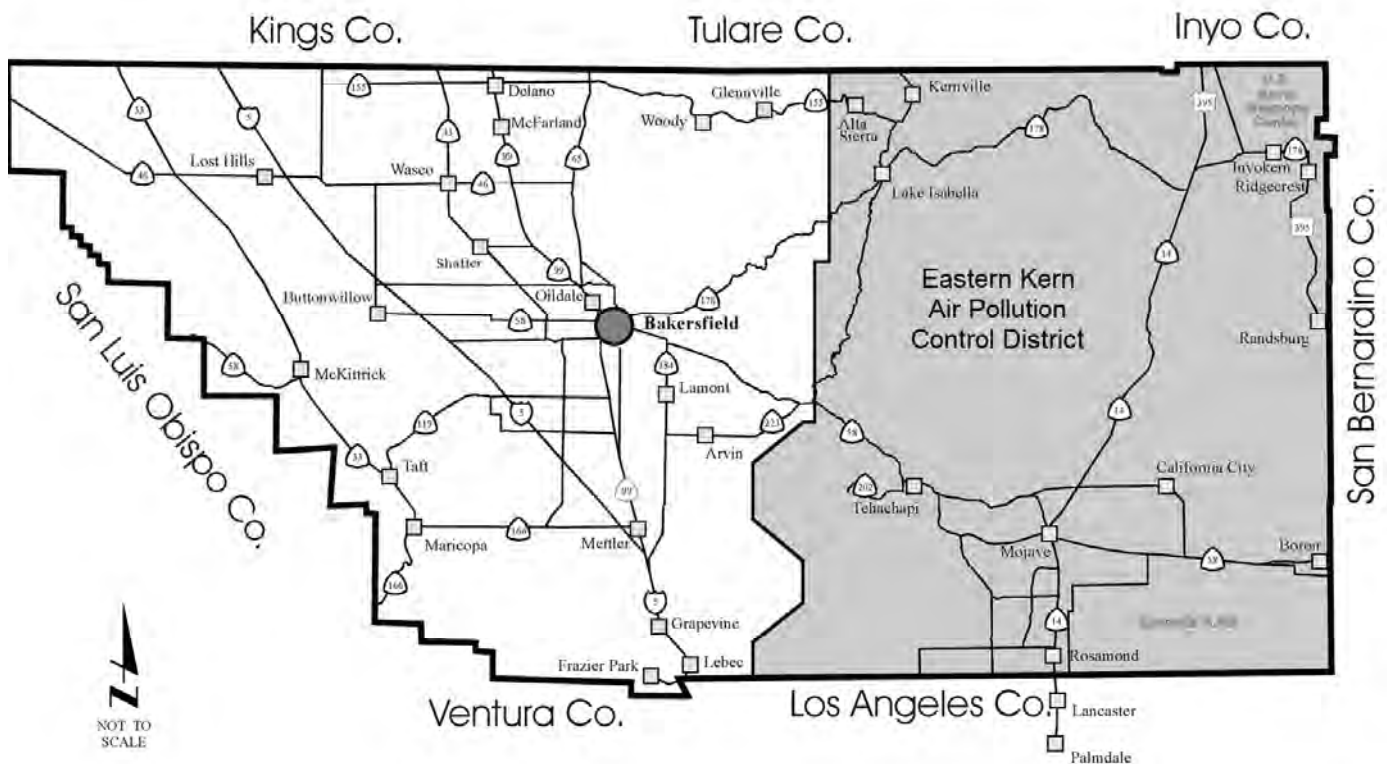 Kings Co.
Tulare Co.
Inyo Co.
155
Delano
Glennville
155
Kernville
395
33
5
43
McFarland
Woody
Alta
Sierra
178
99
65
Lost Hills
46
Wasco
46
Lake Isabella
Inyokern
178
Ridgecrest
395
San Bernardino Co.
Shafter
99
14
Eastern Kern
Air Pollution
Control District
Buttonwillow
Oildale
178
58
Bakersfield
Randsburg
San Luis Obispo Co.
58
McKittrick
184
Lamont
119
5
223
58
14
Arvin
33
Taft
99
202
Tehachapi
California City
Maricopa
166
Mettler
Mojave
58
Boron
166
5
Grapevine
14
Frazier Park
Lebec
Rosamond
Ventura Co.
Los Angeles Co.
Lancaster
Palmdale
N
NOT TO
SCALE